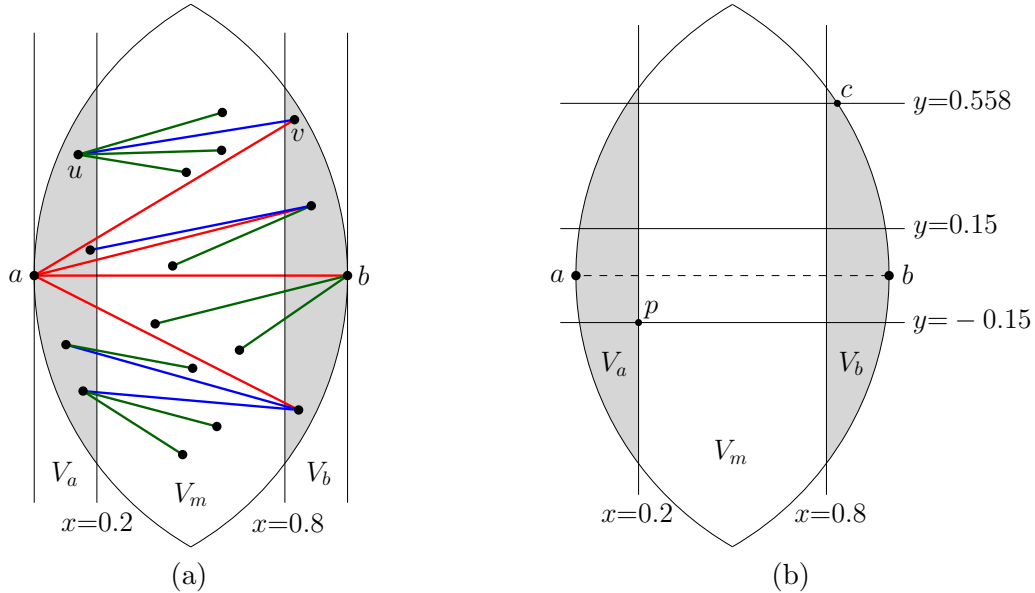 a
u
v
b
V_a
V_m
V_b
x=0.2
x=0.8
(a)
c
y=0.558
y=0.15
a
b
p
y=−0.15
V_a
V_b
V_m
x=0.2
x=0.8
(b)